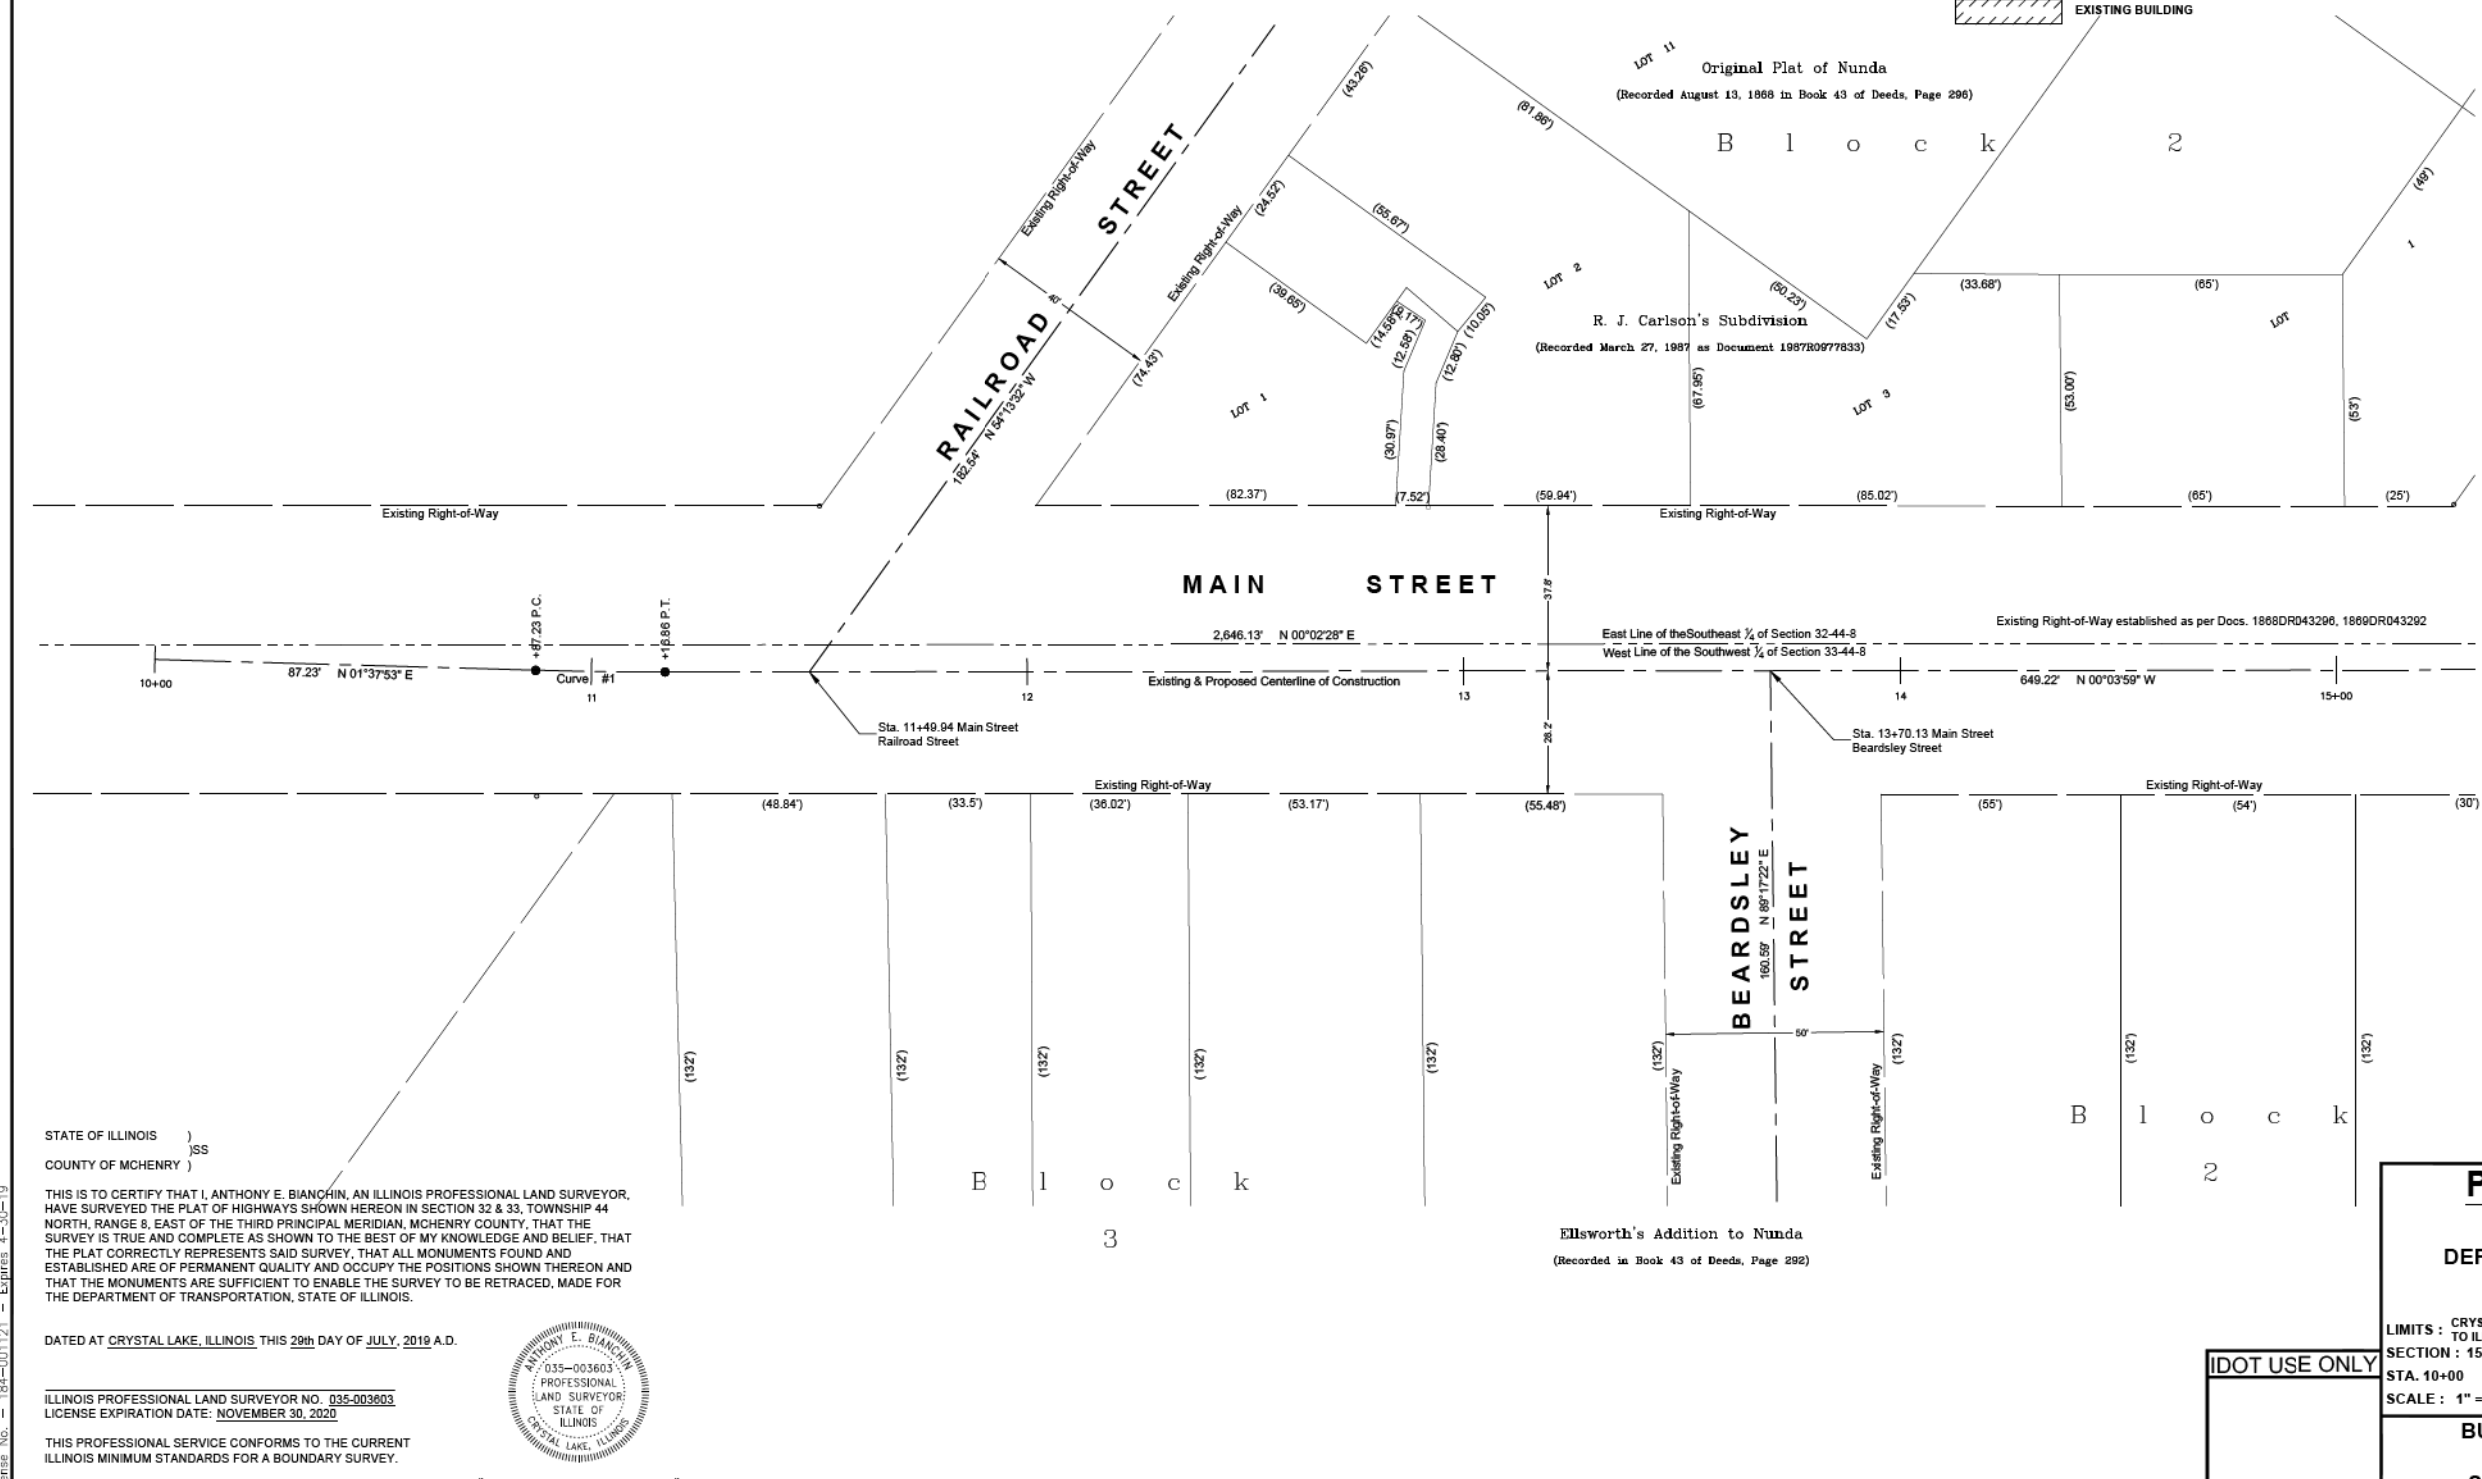 EXISTING BUILDING
LOT 11
Original Plat of Nunda
(Recorded August 13, 1868 in Book 43 of Deeds, Page 296)
Block 2
(43.26')
(81.86')
(49')
1
LOT
Existing Right-of-Way
RAILROAD STREET
182.54' N 54°13'32" W
40'
Existing Right-of-Way
(24.52')
(74.43')
(55.67')
(39.65')
(14.58')
(12.58')
(10.05')
(12.80')
(30.97')
(28.40')
LOT 1
LOT 2
R. J. Carlson's Subdivision
(Recorded March 27, 1987 as Document 1987R0977833)
(50.23')
(17.53')
(33.68')
(65')
(67.95')
LOT 3
(53.00')
(53')
(82.37')
(7.52')
(59.94')
(85.02')
(65')
(25')
Existing Right-of-Way
Existing Right-of-Way
MAIN STREET
37.8'
28.2'
+87.23 P.C.
+16.86 P.T.
2,646.13' N 00°02'28" E
East Line of theSoutheast ¼ of Section 32-44-8
West Line of the Southwest ¼ of Section 33-44-8
Existing Right-of-Way established as per Docs. 1868DR043296, 1869DR043292
10+00
87.23' N 01°37'53" E
Curve #1
11
12
Existing & Proposed Centerline of Construction
13
14
649.22' N 00°03'59" W
15+00
Sta. 11+49.94 Main Street
Railroad Street
Sta. 13+70.13 Main Street
Beardsley Street
Existing Right-of-Way
Existing Right-of-Way
(48.84')
(33.5')
(36.02')
(53.17')
(55.48')
(55')
(54')
(30')
BEARDSLEY STREET
160.59' N 89°17'22" E
50'
(132')
(132')
(132')
(132')
(132')
(132')
(132')
(132')
(132')
Existing Right-of-Way
Existing Right-of-Way
Block
3
Block
2
Ellsworth's Addition to Nunda
(Recorded in Book 43 of Deeds, Page 292)
STATE OF ILLINOIS )
)SS
COUNTY OF MCHENRY )
THIS IS TO CERTIFY THAT I, ANTHONY E. BIANCHIN, AN ILLINOIS PROFESSIONAL LAND SURVEYOR,
HAVE SURVEYED THE PLAT OF HIGHWAYS SHOWN HEREON IN SECTION 32 & 33, TOWNSHIP 44
NORTH, RANGE 8, EAST OF THE THIRD PRINCIPAL MERIDIAN, MCHENRY COUNTY, THAT THE
SURVEY IS TRUE AND COMPLETE AS SHOWN TO THE BEST OF MY KNOWLEDGE AND BELIEF, THAT
THE PLAT CORRECTLY REPRESENTS SAID SURVEY, THAT ALL MONUMENTS FOUND AND
ESTABLISHED ARE OF PERMANENT QUALITY AND OCCUPY THE POSITIONS SHOWN THEREON AND
THAT THE MONUMENTS ARE SUFFICIENT TO ENABLE THE SURVEY TO BE RETRACED, MADE FOR
THE DEPARTMENT OF TRANSPORTATION, STATE OF ILLINOIS.
DATED AT CRYSTAL LAKE, ILLINOIS THIS 29th DAY OF JULY, 2019 A.D.
ILLINOIS PROFESSIONAL LAND SURVEYOR NO. 035-003603
LICENSE EXPIRATION DATE: NOVEMBER 30, 2020
THIS PROFESSIONAL SERVICE CONFORMS TO THE CURRENT
ILLINOIS MINIMUM STANDARDS FOR A BOUNDARY SURVEY.
ANTHONY E. BIANCHIN
035-003603
PROFESSIONAL
LAND SURVEYOR
STATE OF
ILLINOIS
CRYSTAL LAKE, ILLINOIS
No. - 184-001121 - Expires 4-30-19
IDOT USE ONLY
LIMITS :
SECTION : 15
STA. 10+00
SCALE : 1" =